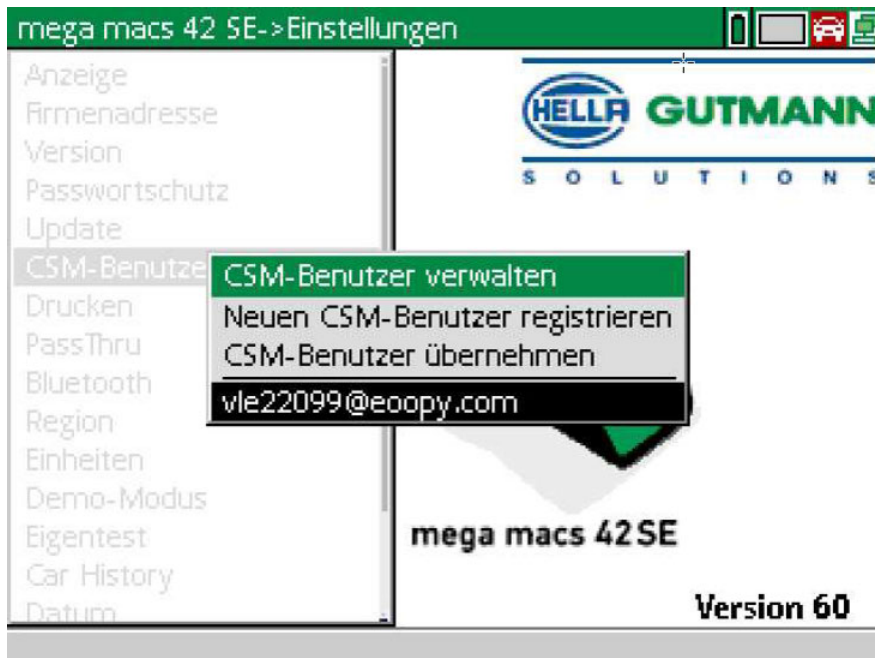 mega macs 42 SE->Einstellungen
Anzeige
Firmenadresse
Version
Passwortschutz
Update
CSM-Benutze
Drucken
PassThru
Bluetooth
Region
Einheiten
Demo-Modus
Eigentest
Car History
Datum
CSM-Benutzer verwalten
Neuen CSM-Benutzer registrieren
CSM-Benutzer übernehmen
vle22099@eoopy.com
HELLA GUTMANN
SOLUTIONS
mega macs 42SE
Version 60